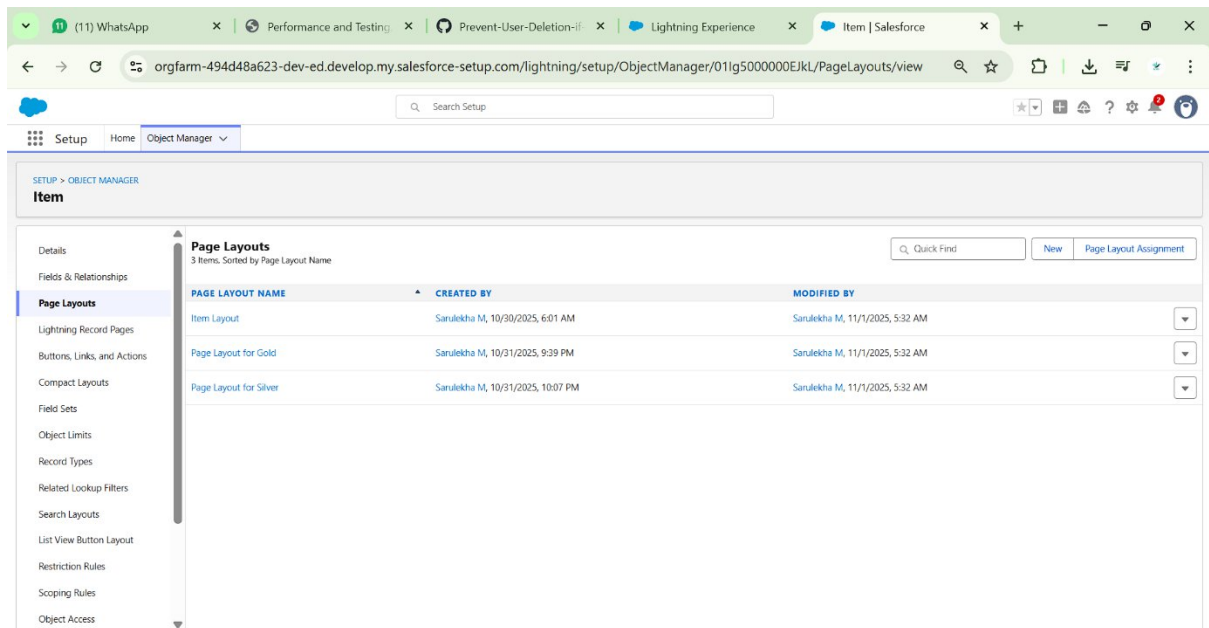 11 (11) WhatsApp Performance and Testing Prevent-User-Deletion-if- Lightning Experience Item | Salesforce
orgfarm-494d48a623-dev-ed.develop.my.salesforce-setup.com/lightning/setup/ObjectManager/01Ig5000000EJkL/PageLayouts/view
Search Setup
2
Setup Home Object Manager
SETUP > OBJECT MANAGER
Item
Details
Fields & Relationships
Page Layouts
Lightning Record Pages
Buttons, Links, and Actions
Compact Layouts
Field Sets
Object Limits
Record Types
Related Lookup Filters
Search Layouts
List View Button Layout
Restriction Rules
Scoping Rules
Object Access
Page Layouts
3 Items, Sorted by Page Layout Name
Quick Find New Page Layout Assignment
PAGE LAYOUT NAME CREATED BY MODIFIED BY
Item Layout Sarulekha M, 10/30/2025, 6:01 AM Sarulekha M, 11/1/2025, 5:32 AM
Page Layout for Gold Sarulekha M, 10/31/2025, 9:39 PM Sarulekha M, 11/1/2025, 5:32 AM
Page Layout for Silver Sarulekha M, 10/31/2025, 10:07 PM Sarulekha M, 11/1/2025, 5:32 AM